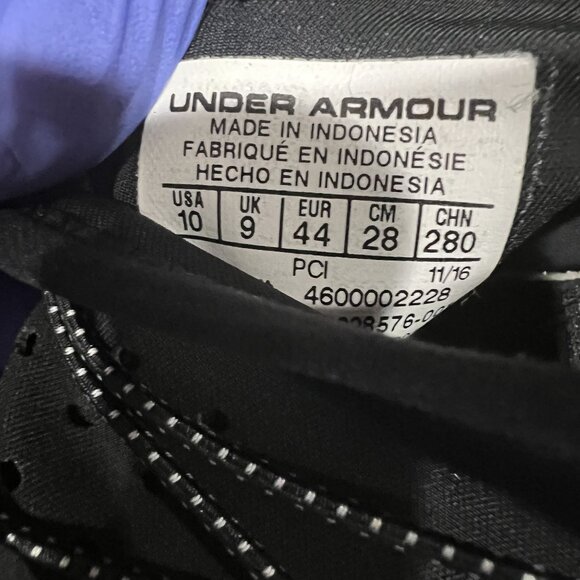 UNDER ARMOUR
MADE IN INDONESIA
FABRIQUÉ EN INDONÉSIE
HECHO EN INDONESIA
USA UK EUR CM CHN
10 9 44 28 280
PCI 11/16
4600002228